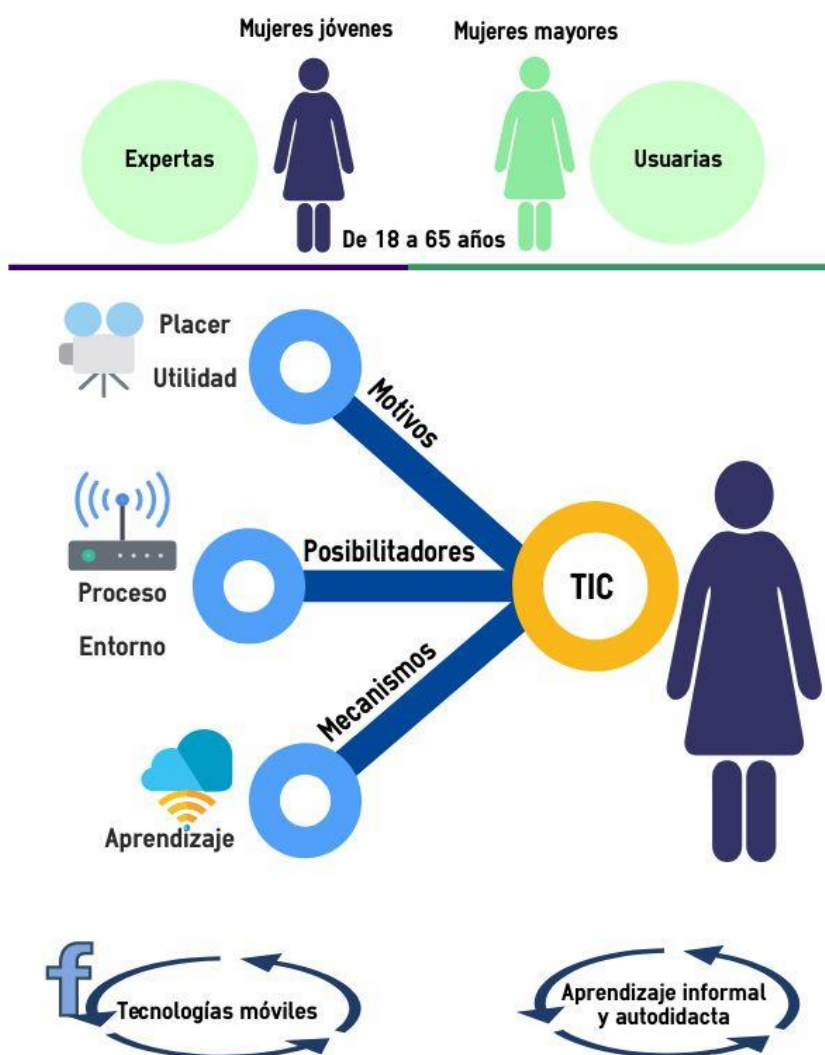 Mujeres jóvenes
Mujeres mayores
Expertas
Usuarias
De 18 a 65 años
Placer
Utilidad
Motivos
Posibilitadores
TIC
Proceso
Entorno
Mecanismos
Aprendizaje
f
Tecnologías móviles
Aprendizaje informal
y autodidacta